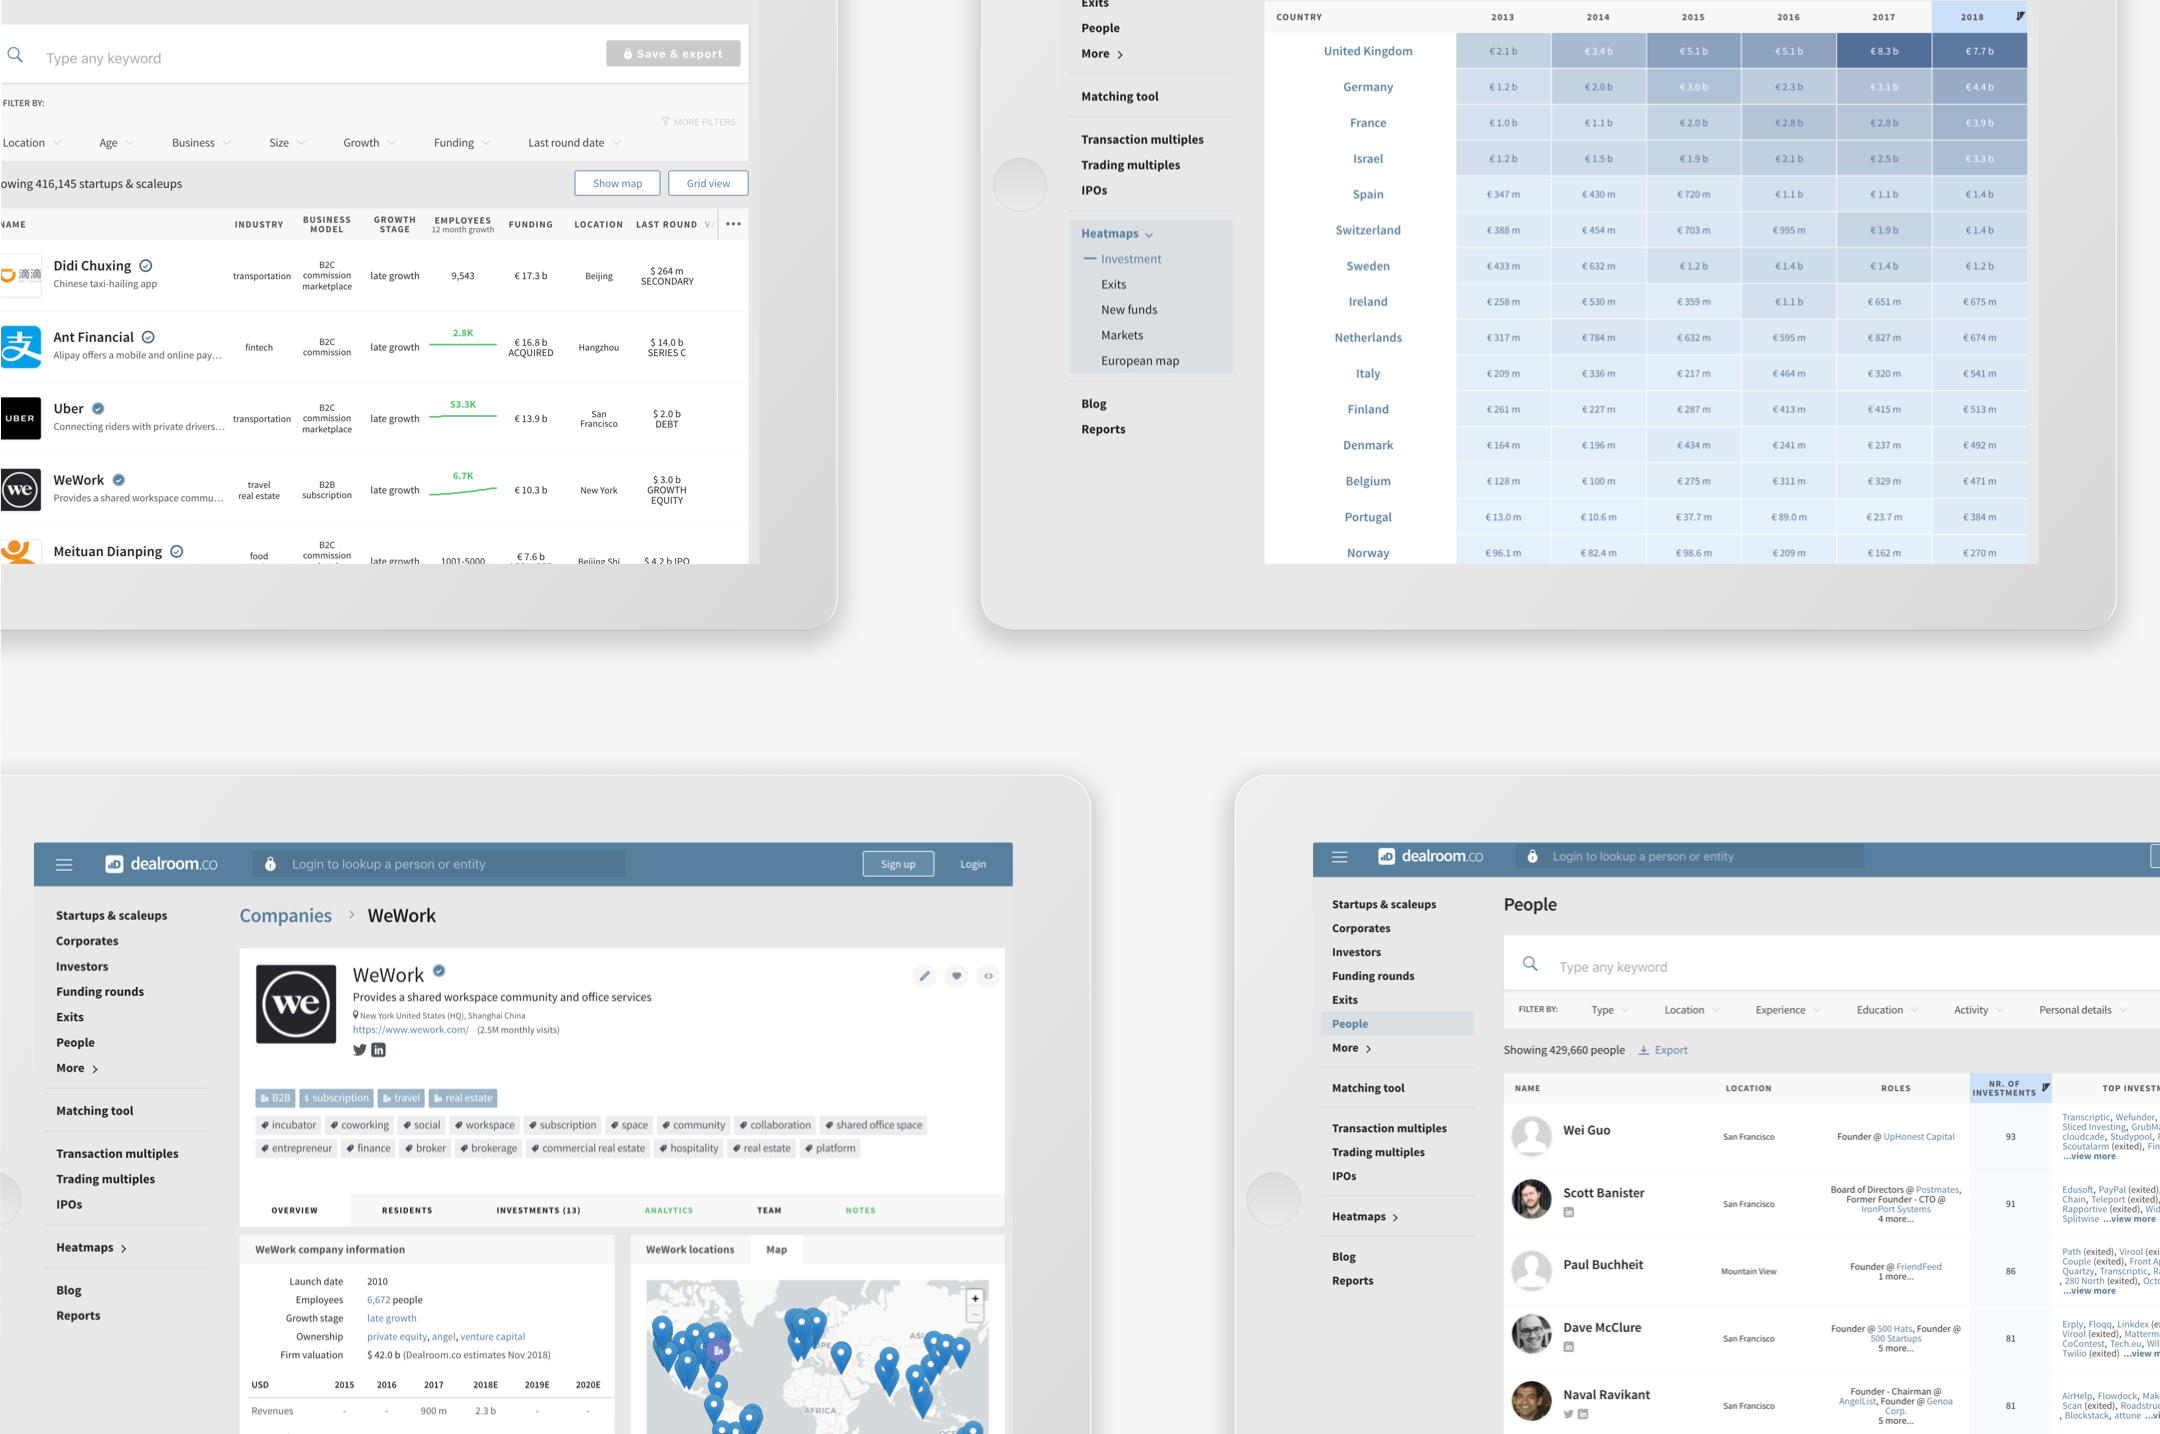 Type any keyword
Save & export
FILTER BY:
MORE FILTERS
Location Age Business Size Growth Funding Last round date
owing 416,145 startups & scaleups
Show map Grid view
NAME INDUSTRY BUSINESS MODEL GROWTH STAGE EMPLOYEES 12 month growth FUNDING LOCATION LAST ROUND
Didi Chuxing
Chinese taxi-hailing app
滴滴
transportation
B2C commission marketplace
late growth
9,543
€ 17.3 b
Beijing
$ 264 m SECONDARY
支
Ant Financial
Alipay offers a mobile and online pay...
fintech
B2C commission
late growth
2.8K
€ 16.8 b ACQUIRED
Hangzhou
$ 14.0 b SERIES C
UBER
Uber
Connecting riders with private drivers...
transportation
B2C commission marketplace
late growth
53.3K
€ 13.9 b
San Francisco
$ 2.0 b DEBT
we
WeWork
Provides a shared workspace commu...
travel real estate
B2B subscription
late growth
6.7K
€ 10.3 b
New York
$ 3.0 b GROWTH EQUITY
Meituan Dianping
food
B2C commission
late growth
1001-5000
€ 7.6 b
Beijing Shi
$ 4.2 b IPO
Exits
People
More
Matching tool
Transaction multiples
Trading multiples
IPOs
Heatmaps
Investment
Exits
New funds
Markets
European map
Blog
Reports
COUNTRY 2013 2014 2015 2016 2017 2018
United Kingdom € 2.1 b € 3.4 b € 5.1 b € 5.1 b € 8.3 b € 7.7 b
Germany € 1.2 b € 2.0 b € 3.0 b € 2.3 b € 3.1 b € 4.4 b
France € 1.0 b € 1.1 b € 2.0 b € 2.8 b € 2.8 b € 3.9 b
Israel € 1.2 b € 1.5 b € 1.9 b € 2.1 b € 2.5 b € 3.3 b
Spain € 347 m € 430 m € 720 m € 1.1 b € 1.1 b € 1.4 b
Switzerland € 388 m € 454 m € 703 m € 995 m € 1.9 b € 1.4 b
Sweden € 433 m € 632 m € 1.2 b € 1.4 b € 1.4 b € 1.2 b
Ireland € 258 m € 530 m € 359 m € 1.1 b € 651 m € 675 m
Netherlands € 317 m € 784 m € 632 m € 595 m € 827 m € 674 m
Italy € 209 m € 336 m € 217 m € 464 m € 320 m € 541 m
Finland € 261 m € 227 m € 287 m € 413 m € 415 m € 513 m
Denmark € 164 m € 196 m € 434 m € 241 m € 237 m € 492 m
Belgium € 128 m € 100 m € 275 m € 311 m € 329 m € 471 m
Portugal € 13.0 m € 10.6 m € 37.7 m € 89.0 m € 23.7 m € 384 m
Norway € 96.1 m € 82.4 m € 98.6 m € 209 m € 162 m € 270 m
dealroom.co
Login to lookup a person or entity
Sign up
Login
Startups & scaleups
Corporates
Investors
Funding rounds
Exits
People
More
Matching tool
Transaction multiples
Trading multiples
IPOs
Heatmaps
Blog
Reports
Companies > WeWork
we
WeWork
Provides a shared workspace community and office services
New York United States (HQ), Shanghai China
https://www.wework.com/ (2.5M monthly visits)
B2B $ subscription travel real estate
incubator coworking social workspace subscription space community collaboration shared office space
entrepreneur finance broker brokerage commercial real estate hospitality real estate platform
OVERVIEW RESIDENTS INVESTMENTS (13) ANALYTICS TEAM NOTES
WeWork company information
Launch date 2010
Employees 6,672 people
Growth stage late growth
Ownership private equity, angel, venture capital
Firm valuation $ 42.0 b (Dealroom.co estimates Nov 2018)
USD 2015 2016 2017 2018E 2019E 2020E
Revenues - - 900 m 2.3 b - -
WeWork locations Map
+
−
AFRICA
dealroom.co
Login to lookup a person or entity
Startups & scaleups
Corporates
Investors
Funding rounds
Exits
People
More
Matching tool
Transaction multiples
Trading multiples
IPOs
Heatmaps
Blog
Reports
People
Type any keyword
FILTER BY: Type Location Experience Education Activity Personal details
Showing 429,660 people Export
NAME LOCATION ROLES NR. OF INVESTMENTS TOP INVESTM
Wei Guo
San Francisco
Founder @ UpHonest Capital
93
Transcriptic, Wefunder,
Sliced Investing, GrubMa
cloudcade, Studypool,
Scoutalarm (exited), Fin
...view more
Scott Banister
San Francisco
Board of Directors @ Postmates,
Former Founder - CTO @
IronPort Systems
4 more...
91
Edusoft, PayPal (exited),
Chain, Teleport (exited),
Rapportive (exited), Wid
Splitwise ...view more
Paul Buchheit
Mountain View
Founder @ FriendFeed
1 more...
86
Path (exited), Virool (exi
Couple (exited), Front Ap
Quartzy, Transcriptic, R
, 280 North (exited), Octo
...view more
Dave McClure
San Francisco
Founder @ 500 Hats, Founder @
500 Startups
5 more...
81
Erply, Floqq, Linkdex (e
Virool (exited), Matterm
CoContest, Tech.eu, Wil
Twilio (exited) ...view m
Naval Ravikant
San Francisco
Founder - Chairman @
AngelList, Founder @ Genoa
Corp.
5 more...
81
AirHelp, Flowdock, Mak
Scan (exited), Roadstru
, Blockstack, attune ...vi